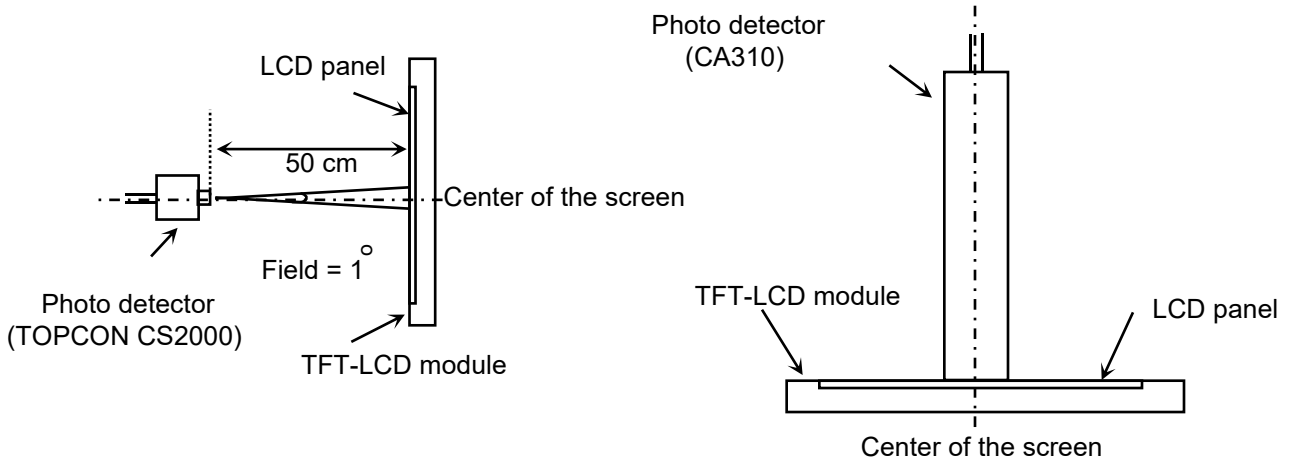 LCD panel
50 cm
Center of the screen
Field = 1°
Photo detector
(TOPCON CS2000)
TFT-LCD module
Photo detector
(CA310)
TFT-LCD module
LCD panel
Center of the screen